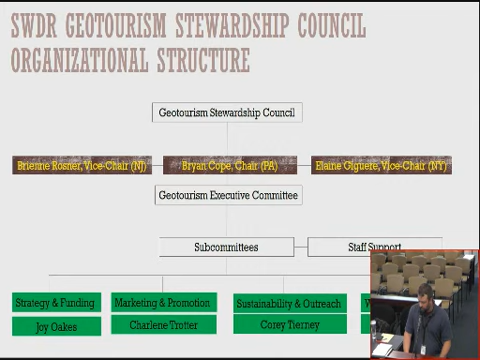 SWDR GEOTOURISM STEWARDSHIP COUNCIL
ORGANIZATIONAL STRUCTURE
Geotourism Stewardship Council
Brienne Rosner, Vice-Chair (NJ)
Bryan Cope, Chair (PA)
Elaine Giguere, Vice-Chair (NY)
Geotourism Executive Committee
Subcommittees
Staff Support
Strategy & Funding
Marketing & Promotion
Sustainability & Outreach
Joy Oakes
Charlene Trotter
Corey Tierney